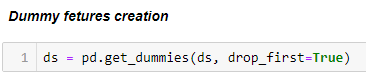 Dummy fetures creation
1 ds = pd.get_dummies(ds, drop_first=True)